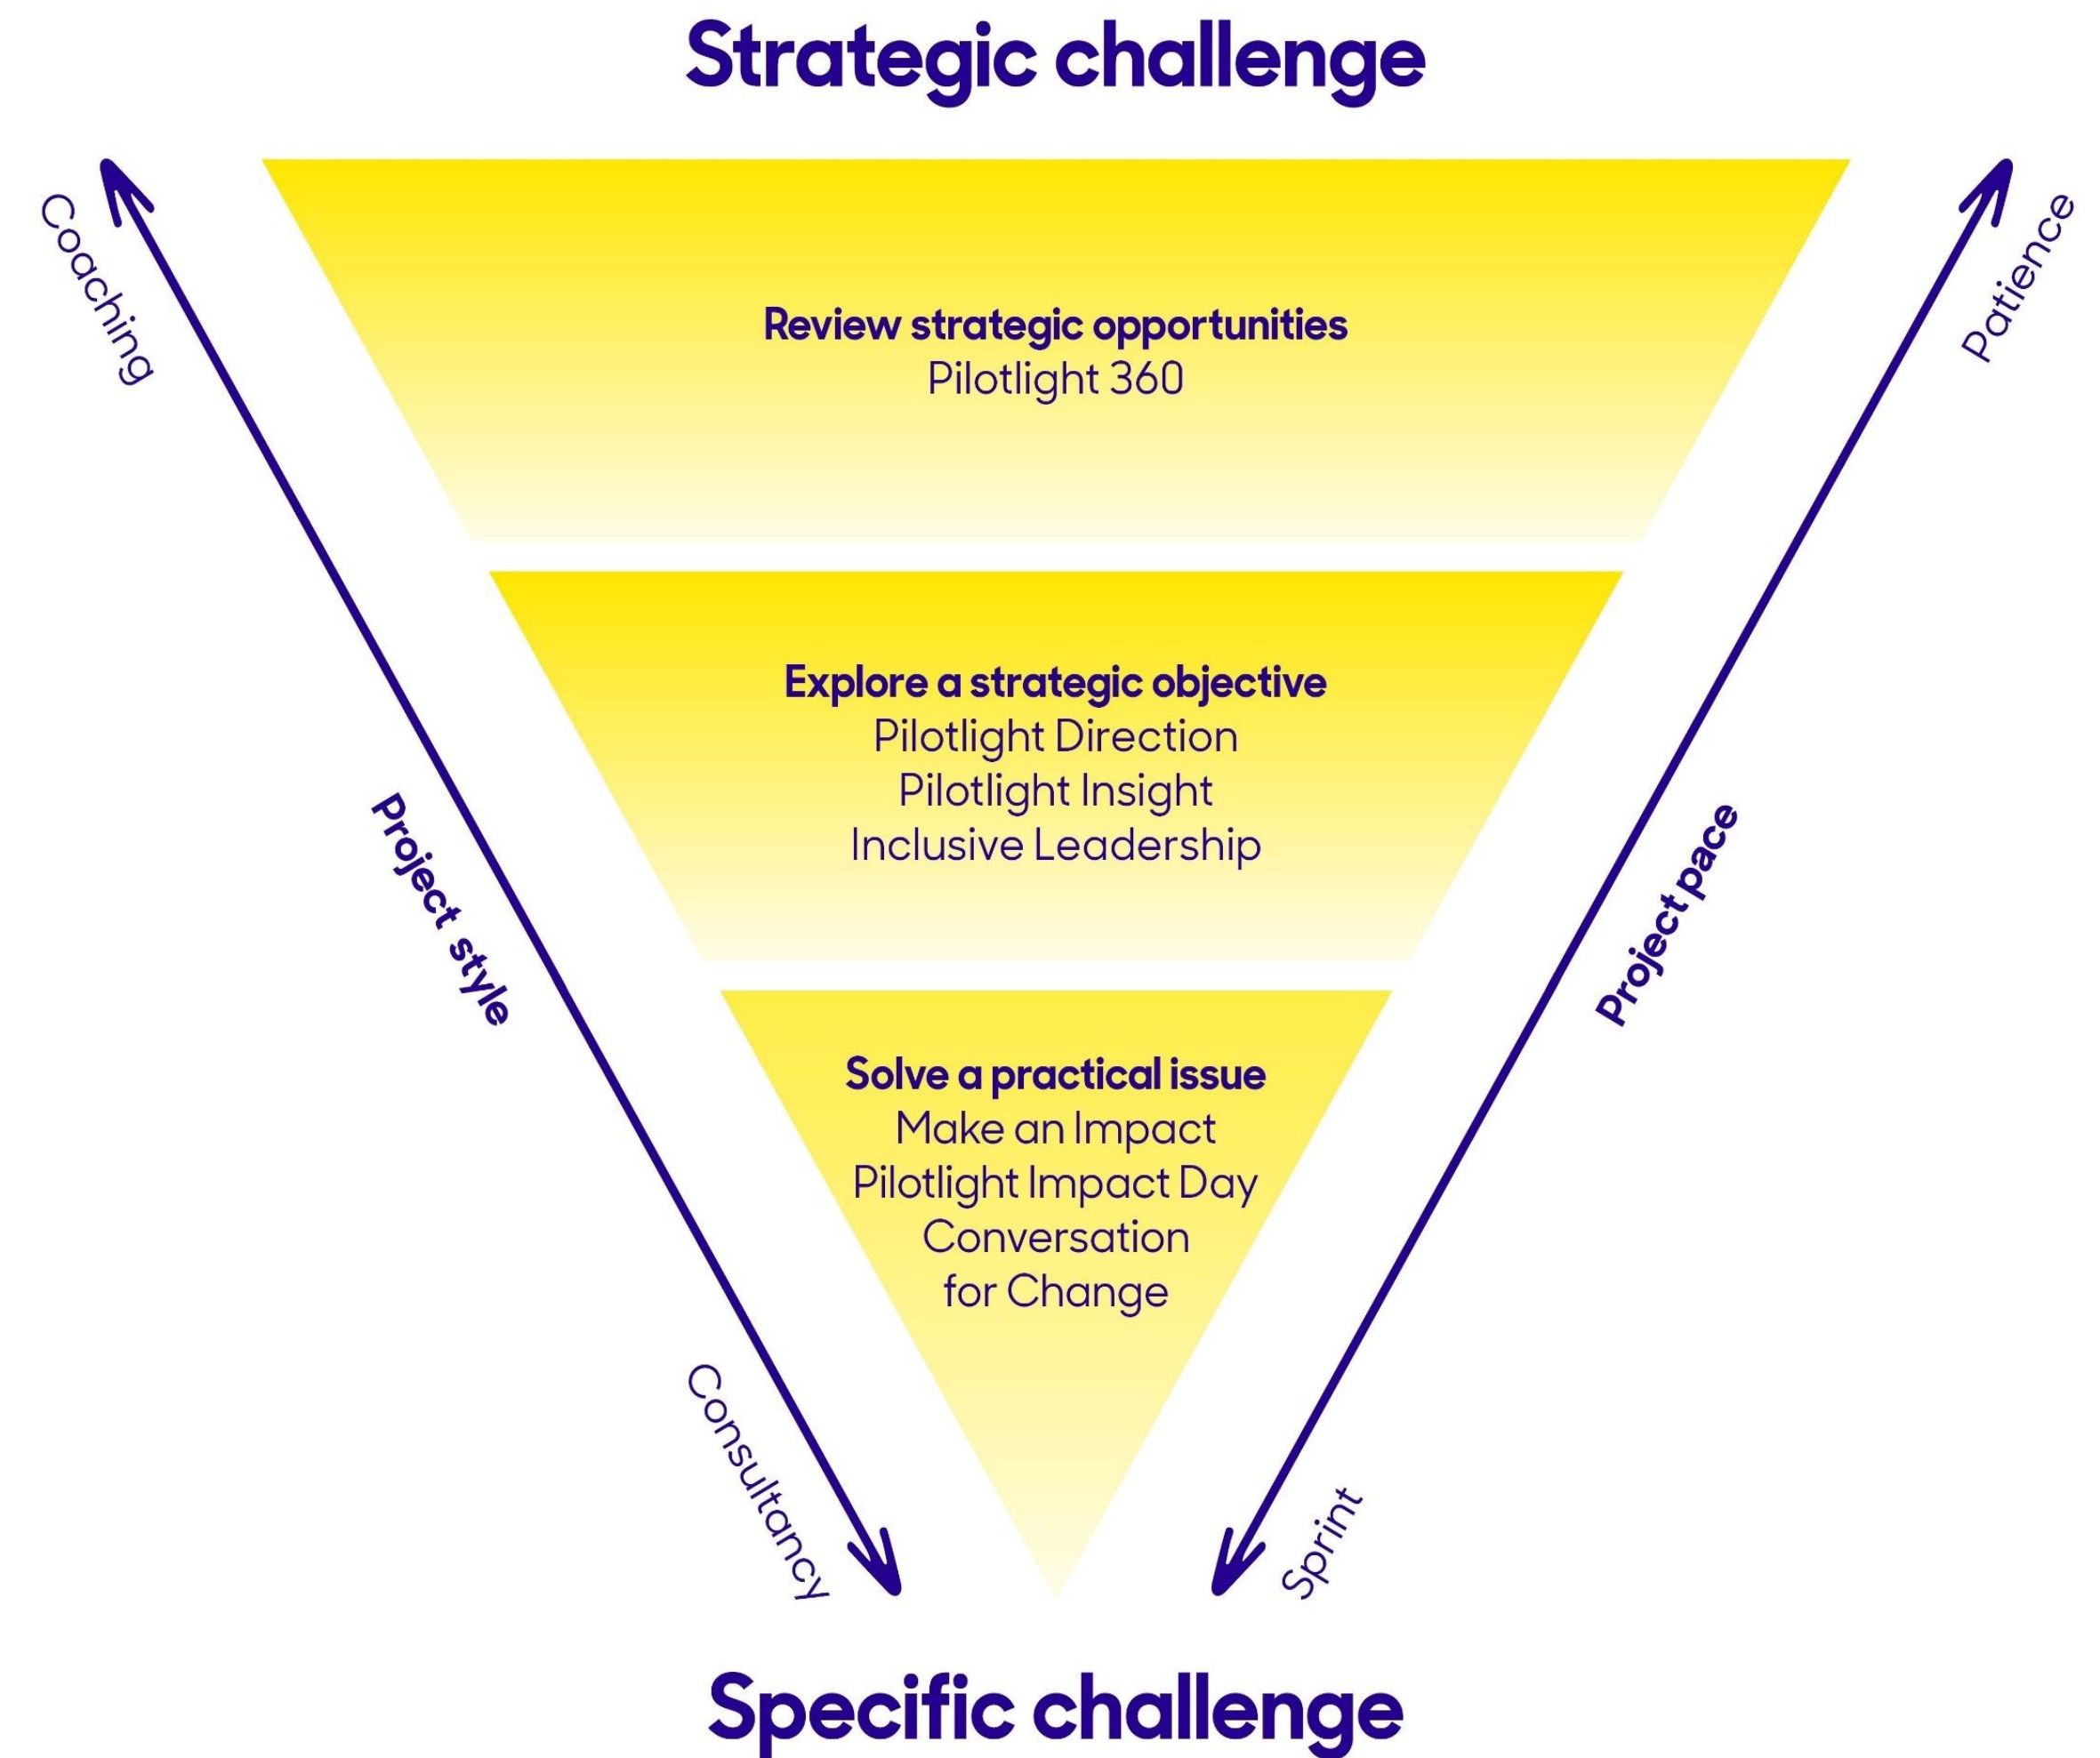 Strategic challenge
Coaching
Patience
Review strategic opportunities
Pilotlight 360
Explore a strategic objective
Pilotlight Direction
Pilotlight Insight
Inclusive Leadership
Project style
Project pace
Solve a practical issue
Make an Impact
Pilotlight Impact Day
Conversation
for Change
Consultancy
Sprint
Specific challenge